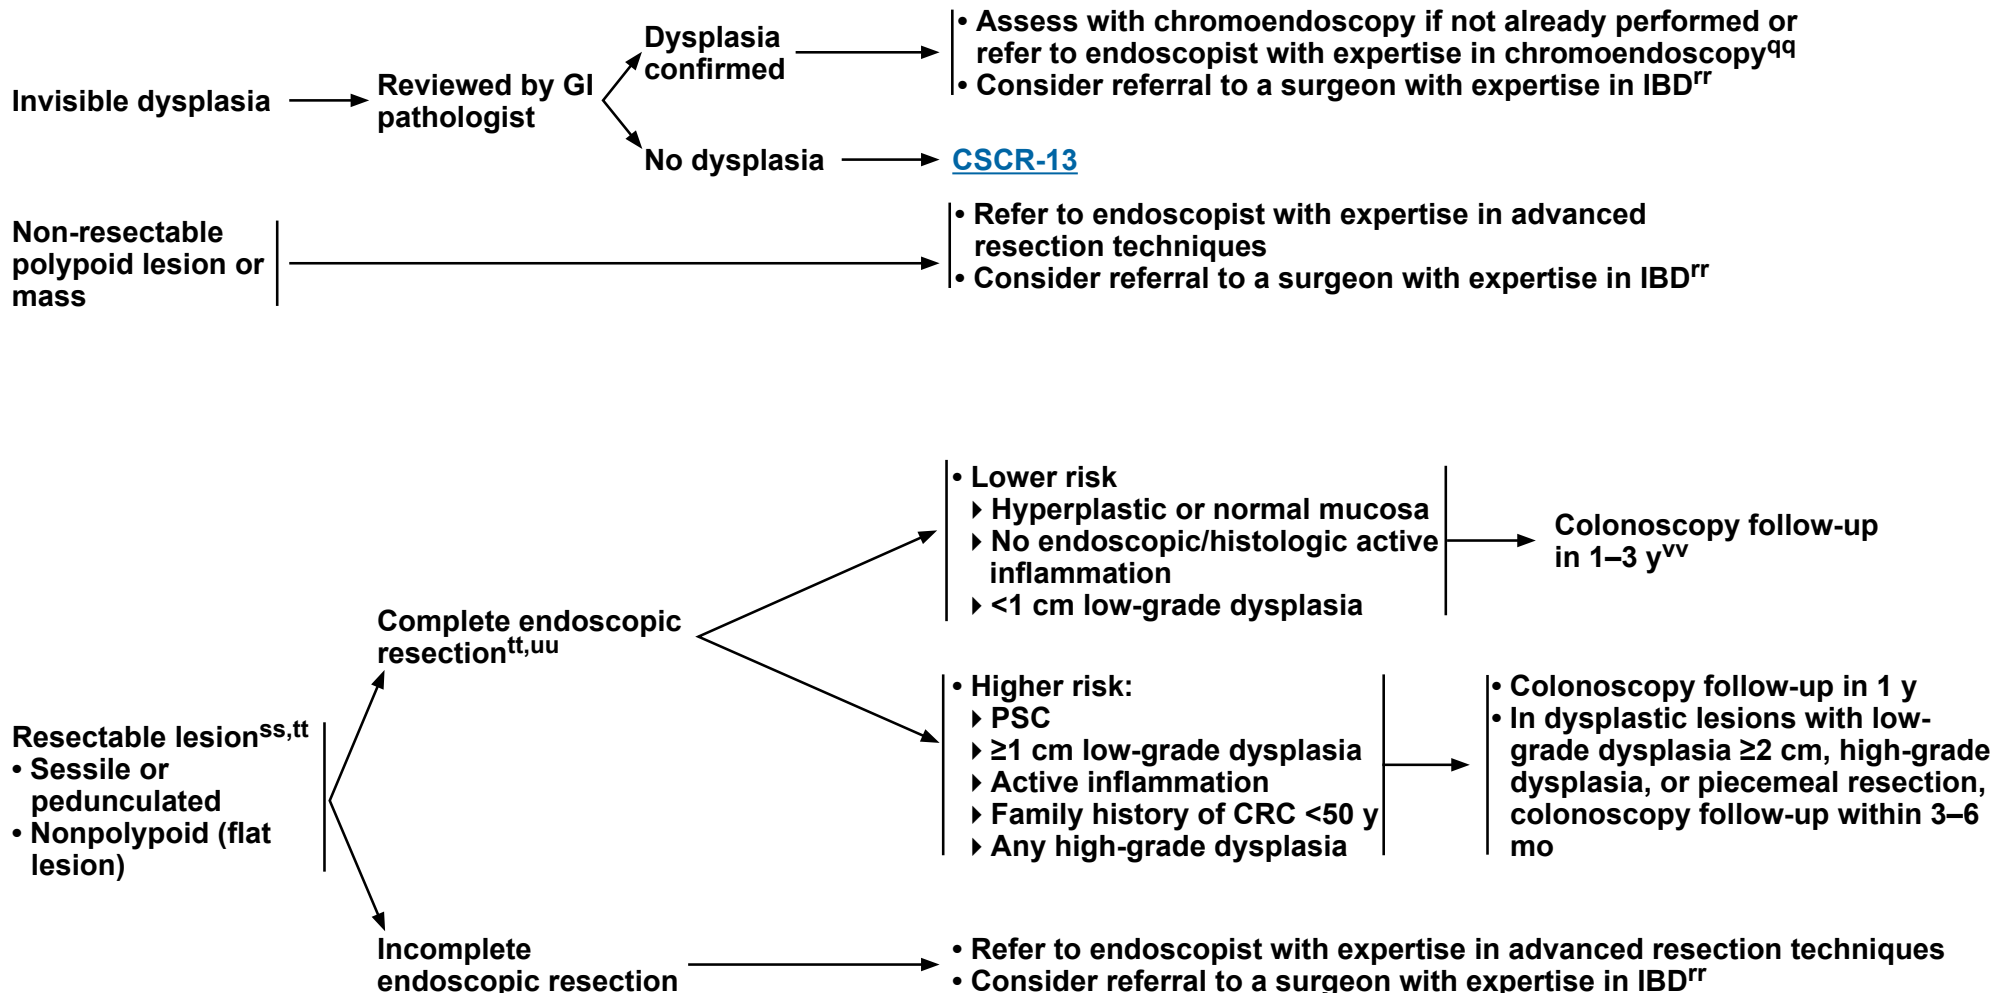 Invisible dysplasia
Reviewed by GI
pathologist
Dysplasia
confirmed
• Assess with chromoendoscopy if not already performed or
refer to endoscopist with expertise in chromoendoscopyqq
• Consider referral to a surgeon with expertise in IBDrr
No dysplasia
CSCR-13
Non-resectable
polypoid lesion or
mass
• Refer to endoscopist with expertise in advanced
resection techniques
• Consider referral to a surgeon with expertise in IBDrr
Resectable lesionss,tt
• Sessile or
pedunculated
• Nonpolypoid (flat
lesion)
Complete endoscopic
resectiontt,uu
• Lower risk
Hyperplastic or normal mucosa
No endoscopic/histologic active
inflammation
<1 cm low-grade dysplasia
Colonoscopy follow-up
in 1–3 yvv
• Higher risk:
PSC
≥1 cm low-grade dysplasia
Active inflammation
Family history of CRC <50 y
Any high-grade dysplasia
• Colonoscopy follow-up in 1 y
• In dysplastic lesions with low-
grade dysplasia ≥2 cm, high-grade
dysplasia, or piecemeal resection,
colonoscopy follow-up within 3–6
mo
Incomplete
endoscopic resection
• Refer to endoscopist with expertise in advanced resection techniques
• Consider referral to a surgeon with expertise in IBDrr